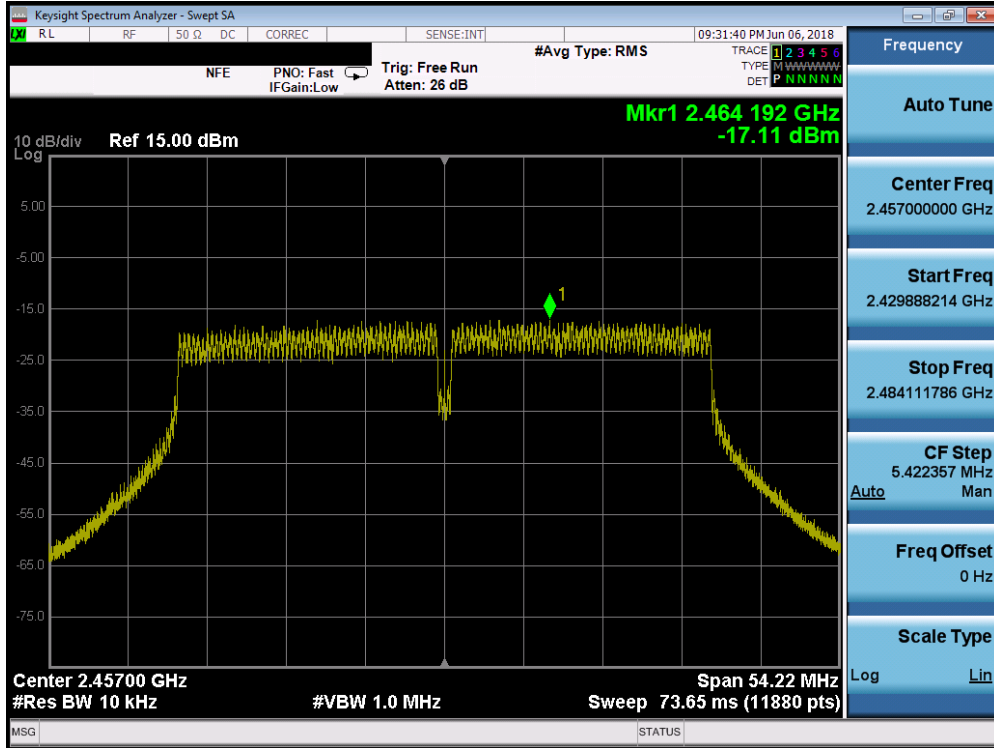 Keysight Spectrum Analyzer - Swept SA
LXI RL RF 50 Ω DC CORREC SENSE:INT 09:31:40 PM Jun 06, 2018
NFE PNO: Fast Trig: Free Run #Avg Type: RMS TRACE 1 2 3 4 5 6
IFGain:Low Atten: 26 dB TYPE M WWWWW
DET P N N N N N
Mkr1 2.464 192 GHz
-17.11 dBm
10 dB/div Ref 15.00 dBm
Log
5.00
-5.00
1
-15.0
-25.0
-35.0
-45.0
-55.0
-65.0
-75.0
Center 2.45700 GHz Span 54.22 MHz
#Res BW 10 kHz #VBW 1.0 MHz Sweep 73.65 ms (11880 pts)
MSG STATUS
Frequency
Auto Tune
Center Freq
2.457000000 GHz
Start Freq
2.429888214 GHz
Stop Freq
2.484111786 GHz
CF Step
5.422357 MHz
Auto Man
Freq Offset
0 Hz
Scale Type
Log Lin